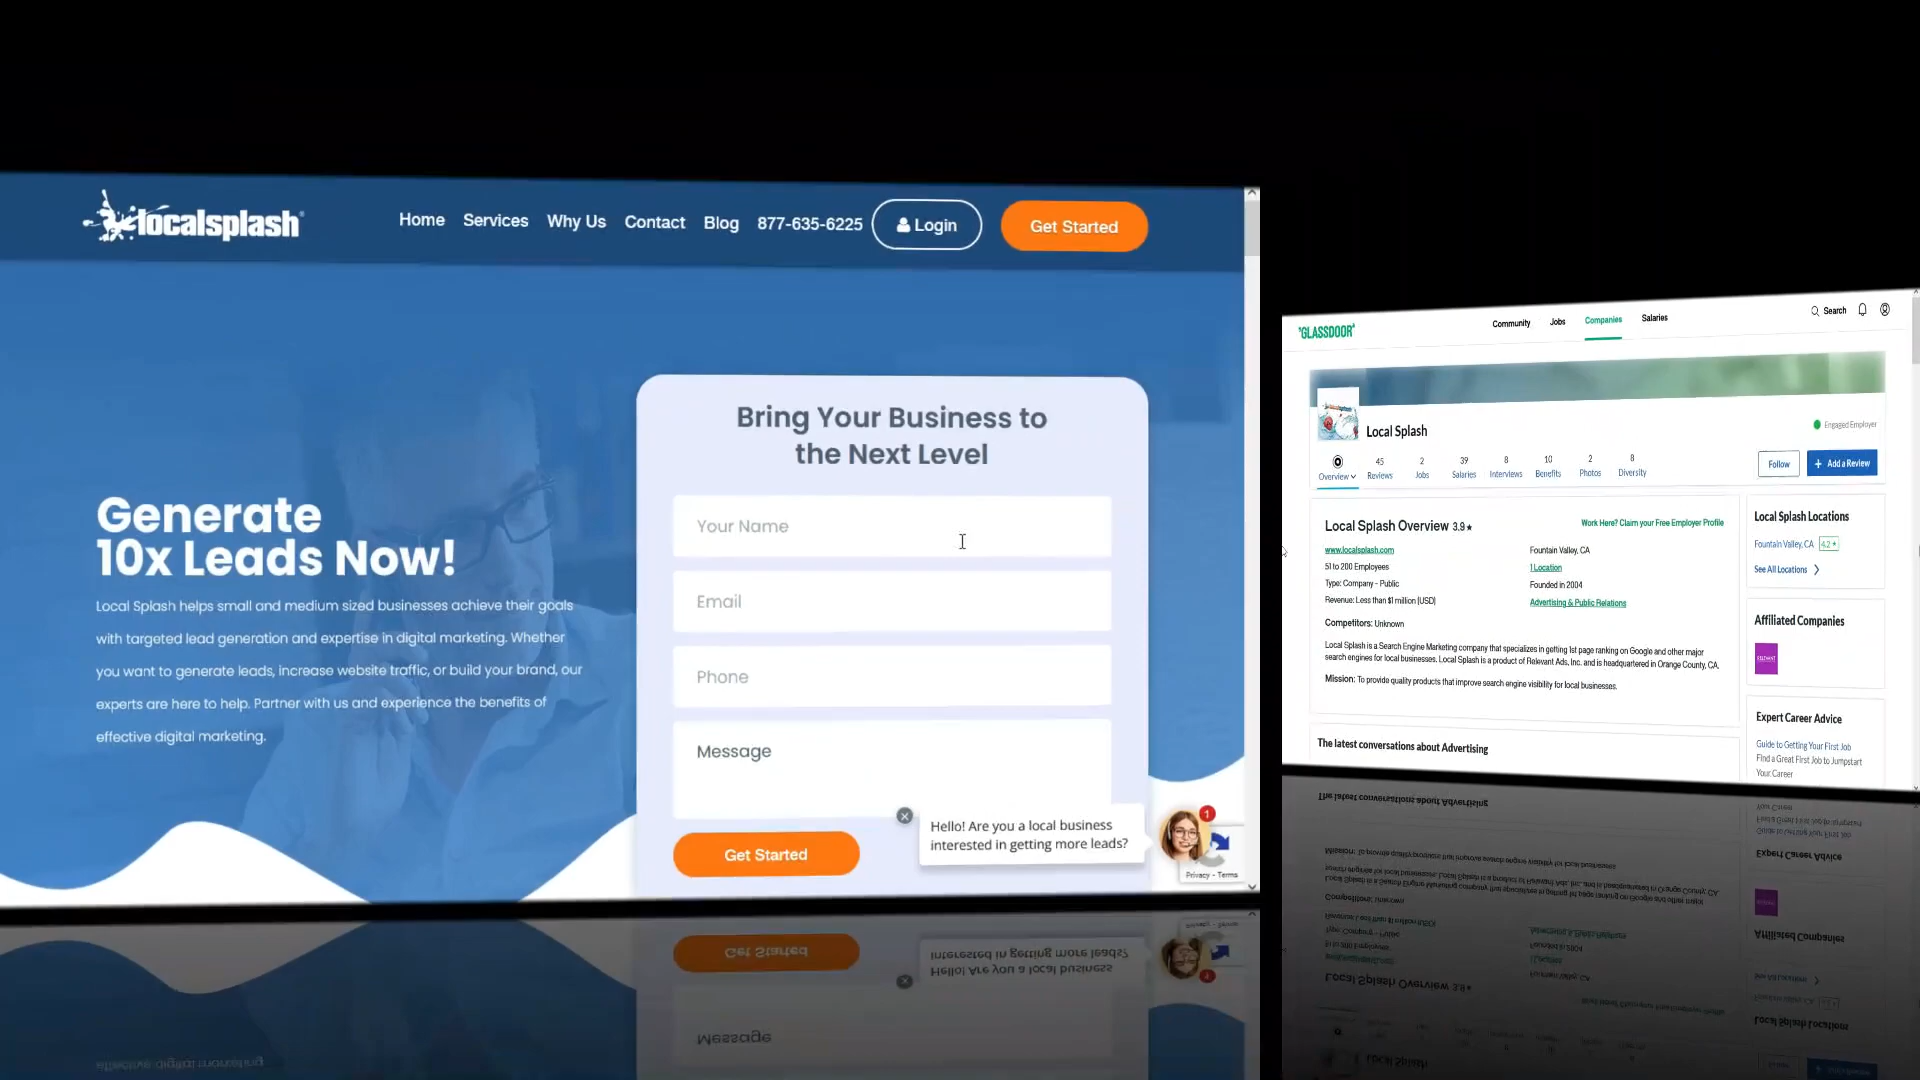 localsplash
Home Services Why Us Contact Blog 877-635-6225 Login Get Started
Generate
10x Leads Now!
Local Splash helps small and medium sized businesses achieve their goals
with targeted lead generation and expertise in digital marketing. Whether
you want to generate leads, increase website traffic, or build your brand, our
experts are here to help. Partner with us and experience the benefits of
effective digital marketing.
Bring Your Business to
the Next Level
Your Name
Email
Phone
Message
Get Started
Hello! Are you a local business
interested in getting more leads?
1
Privacy - Terms
GLASSDOOR
Community Jobs Companies Salaries Search
Local Splash
Engaged Employer
Overview
45 Reviews
2 Jobs
39 Salaries
8 Interviews
10 Benefits
2 Photos
8 Diversity
Follow
+ Add a Review
Local Splash Overview 3.9★
Work Here? Claim your Free Employer Profile
www.localsplash.com
Fountain Valley, CA
51 to 200 Employees
1 Location
Type: Company - Public
Founded in 2004
Revenue: Less than $1 million (USD)
Advertising & Public Relations
Competitors: Unknown
Local Splash is a Search Engine Marketing company that specializes in getting 1st page ranking on Google and other major
search engines for local businesses. Local Splash is a product of Relevant Ads, Inc. and is headquartered in Orange County, CA.
Mission: To provide quality products that improve search engine visibility for local businesses.
The latest conversations about Advertising
Local Splash Locations
Fountain Valley, CA 4.2★
See All Locations
Affiliated Companies
Expert Career Advice
Guide to Getting Your First Job
Find a Great First Job to Jumpstart
Your Career